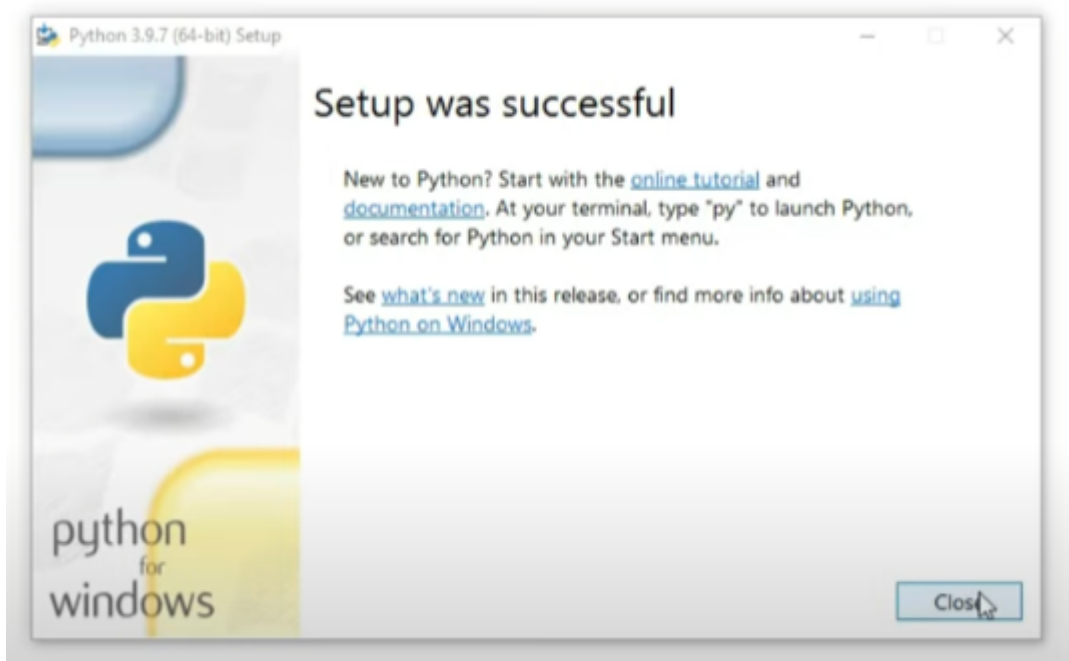 Python 3.9.7 (64-bit) Setup
Setup was successful
New to Python? Start with the online tutorial and
documentation. At your terminal, type "py" to launch Python,
or search for Python in your Start menu.
See what's new in this release, or find more info about using
Python on Windows.
python
for
windows
Close